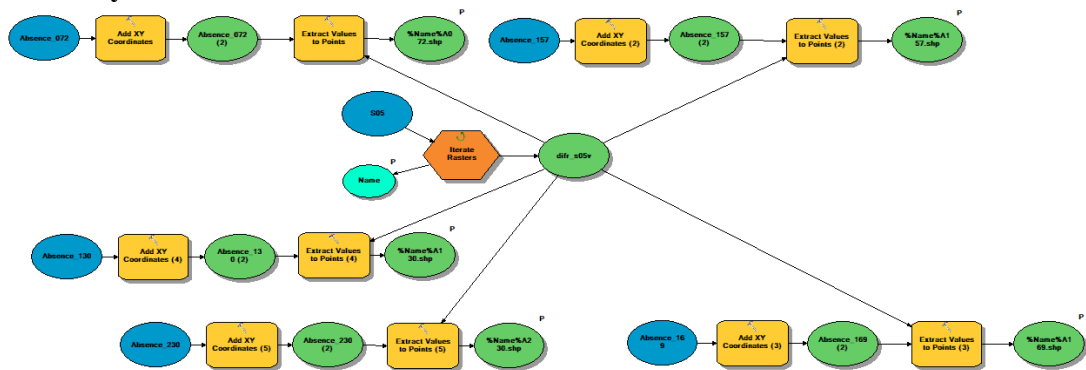 P
P
Absence_072
Add XY
Coordinates
Absence_072
(2)
Extract Values
to Points
%Name%A0
72.shp
Absence_157
Add XY
Coordinates (2)
Absence_157
(2)
Extract Values
to Points (2)
%Name%A1
57.shp
S05
Iterate
Rasters
difr_s05v
P
Name
P
Absence_130
Add XY
Coordinates (4)
Absence_13
0 (2)
Extract Values
to Points (4)
%Name%A1
30.shp
P
P
Absence_230
Add XY
Coordinates (5)
Absence_230
(2)
Extract Values
to Points (5)
%Name%A2
30.shp
Absence_16
9
Add XY
Coordinates (3)
Absence_169
(2)
Extract Values
to Points (3)
%Name%A1
69.shp